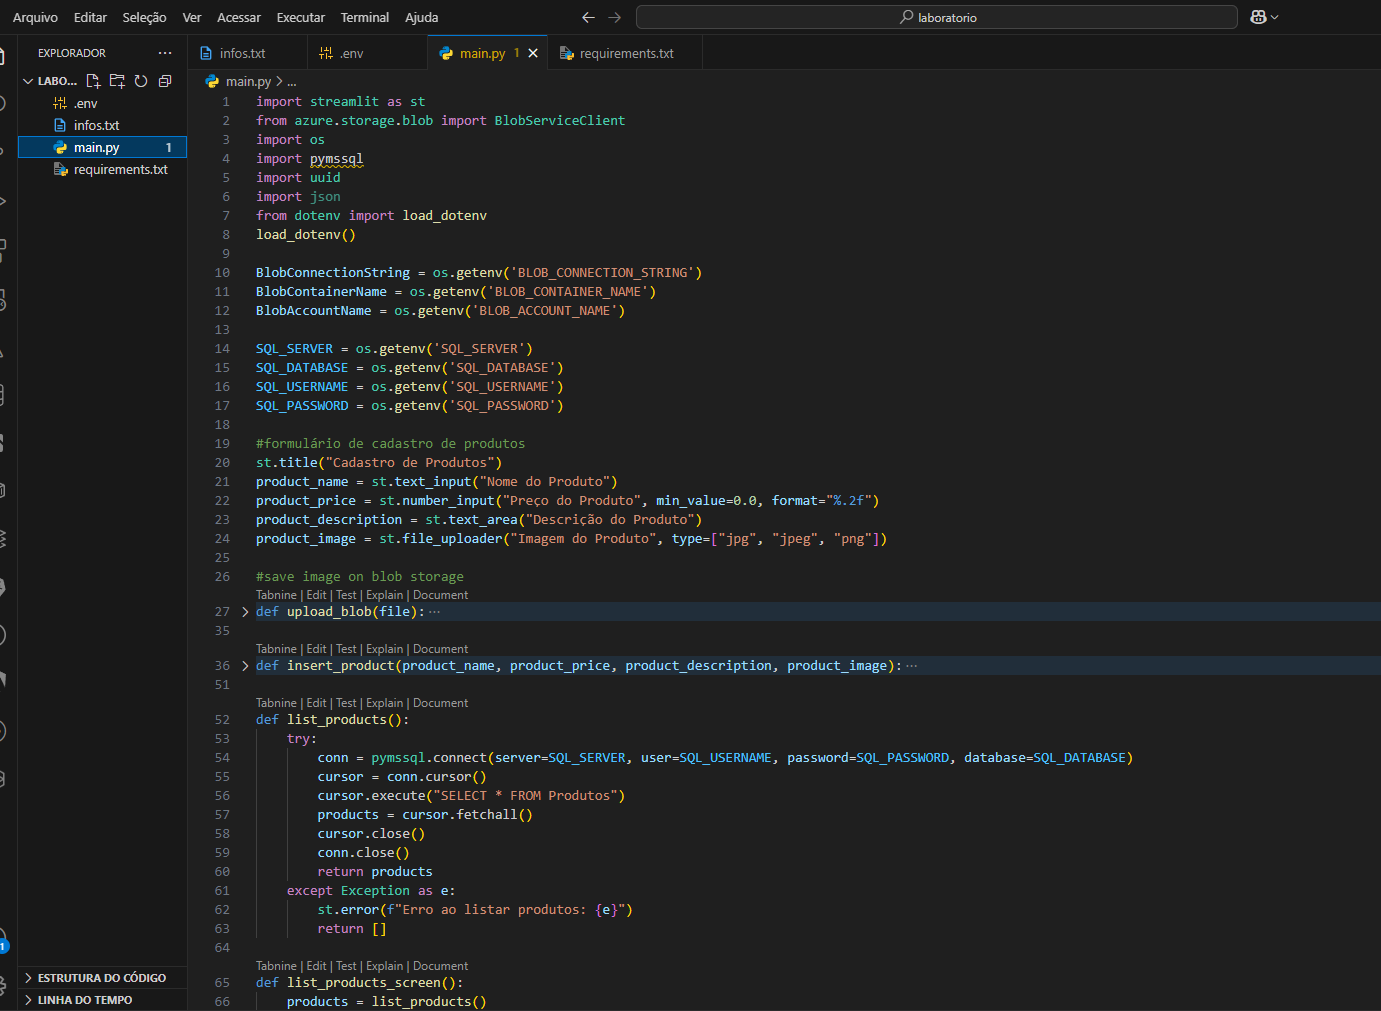 Arquivo Editar Seleção Ver Acessar Executar Terminal Ajuda laboratorio
EXPLORADOR ···
LABO...
.env
infos.txt
main.py 1
requirements.txt
ESTRUTURA DO CÓDIGO
LINHA DO TEMPO
1
infos.txt .env main.py 1 requirements.txt
main.py > ...
1 import streamlit as st
2 from azure.storage.blob import BlobServiceClient
3 import os
4 import pymssql
5 import uuid
6 import json
7 from dotenv import load_dotenv
8 load_dotenv()
9
10 BlobConnectionString = os.getenv('BLOB_CONNECTION_STRING')
11 BlobContainerName = os.getenv('BLOB_CONTAINER_NAME')
12 BlobAccountName = os.getenv('BLOB_ACCOUNT_NAME')
13
14 SQL_SERVER = os.getenv('SQL_SERVER')
15 SQL_DATABASE = os.getenv('SQL_DATABASE')
16 SQL_USERNAME = os.getenv('SQL_USERNAME')
17 SQL_PASSWORD = os.getenv('SQL_PASSWORD')
18
19 #formulário de cadastro de produtos
20 st.title("Cadastro de Produtos")
21 product_name = st.text_input("Nome do Produto")
22 product_price = st.number_input("Preço do Produto", min_value=0.0, format="%.2f")
23 product_description = st.text_area("Descrição do Produto")
24 product_image = st.file_uploader("Imagem do Produto", type=["jpg", "jpeg", "png"])
25
26 #save image on blob storage
Tabnine | Edit | Test | Explain | Document
27 def upload_blob(file): ···
35
Tabnine | Edit | Test | Explain | Document
36 def insert_product(product_name, product_price, product_description, product_image): ···
51
Tabnine | Edit | Test | Explain | Document
52 def list_products():
53 try:
54 conn = pymssql.connect(server=SQL_SERVER, user=SQL_USERNAME, password=SQL_PASSWORD, database=SQL_DATABASE)
55 cursor = conn.cursor()
56 cursor.execute("SELECT * FROM Produtos")
57 products = cursor.fetchall()
58 cursor.close()
59 conn.close()
60 return products
61 except Exception as e:
62 st.error(f"Erro ao listar produtos: {e}")
63 return []
64
Tabnine | Edit | Test | Explain | Document
65 def list_products_screen():
66 products = list_products()